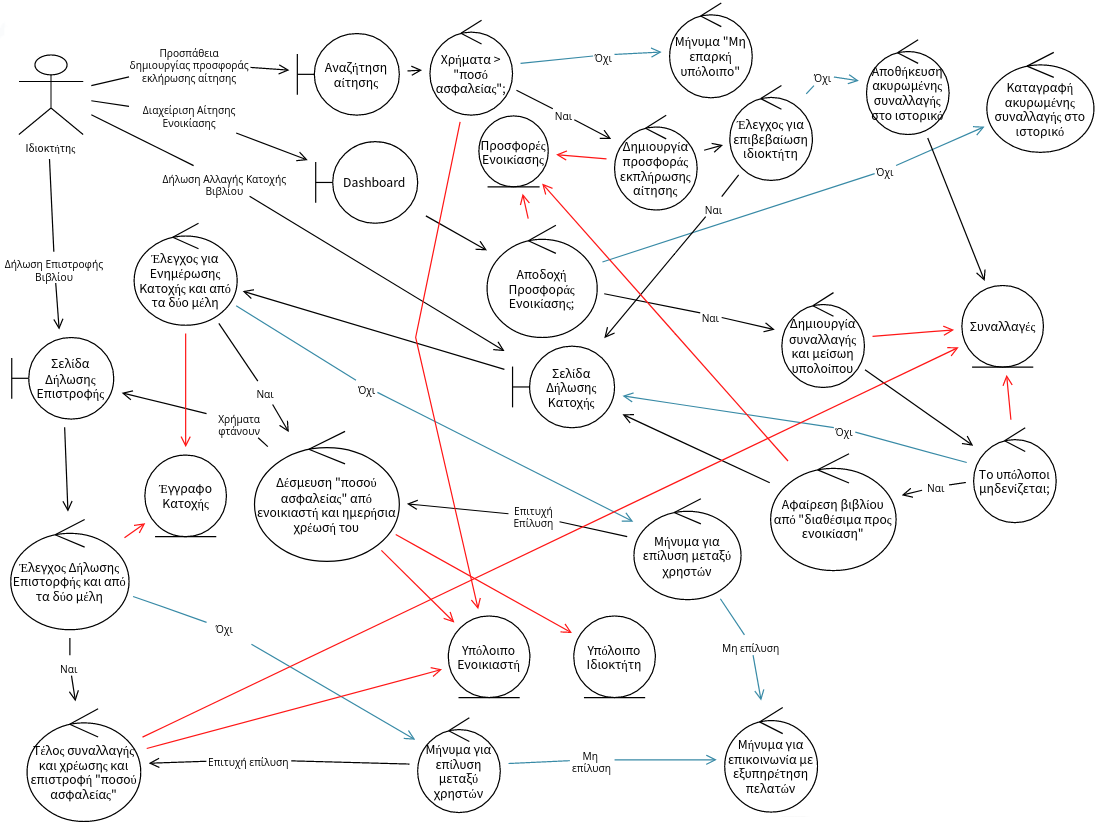 Προσπάθεια
δημιουργίας προσφοράς
εκλήρωσης αίτησης
Αναζήτηση
αίτησης
Χρήματα >
"ποσό
ασφαλείας";
Όχι
Μήνυμα "Μη
επαρκή
υπόλοιπο"
Όχι
Αποθήκευση
ακυρωμένης
συναλλαγής
στο ιστορικό
Καταγραφή
ακυρωμένης
συναλλαγής στο
ιστορικό
Διαχείριση Αίτησης
Ενοικίασης
Ναι
Ιδιοκτήτης
Προσφορές
Ενοικίασης
Δημιουργία
προσφοράς
εκπλήρωσης
αίτησης
Έλεγχος για
επιβεβαίωση
ιδιοκτήτη
Δήλωση Αλλαγής Κατοχής
Βιβλίου
Dashboard
Όχι
Ναι
Δήλωση Επιστροφής
Βιβλίου
Έλεγχος για
Ενημέρωσης
Κατοχής και από
τα δύο μέλη
Αποδοχή
Προσφοράς
Ενοικίασης;
Ναι
Δημιουργία
συναλλαγής
και μείσωη
υπολοίπου
Συναλλαγές
Σελίδα
Δήλωσης
Επιστροφής
Ναι
Όχι
Σελίδα
Δήλωσης
Κατοχής
Χρήματα
φτάνουν
Όχι
Έγγραφο
Κατοχής
Δέσμευση "ποσού
ασφαλείας" από
ενοικιαστή και ημερήσια
χρέωσή του
Επιτυχή
Επίλυση
Αφαίρεση βιβλίου
από "διαθέσιμα προς
ενοικίαση"
Ναι
Το υπόλοποι
μηδενίζεται;
Μήνυμα για
επίλυση μεταξύ
χρηστών
Έλεγχος Δήλωσης
Επιστορφής και από
τα δύο μέλη
Όχι
Ναι
Υπόλοιπο
Ενοικιαστή
Υπόλοιπο
Ιδιοκτήτη
Μη επίλυση
Τέλος συναλλαγής
και χρέωσης και
επιστροφή "ποσού
ασφαλείας"
Επιτυχή επίλυση
Μήνυμα για
επίλυση
μεταξύ
χρηστών
Μη
επίλυση
Μήνυμα για
επικοινωνία με
εξυπηρέτηση
πελατών